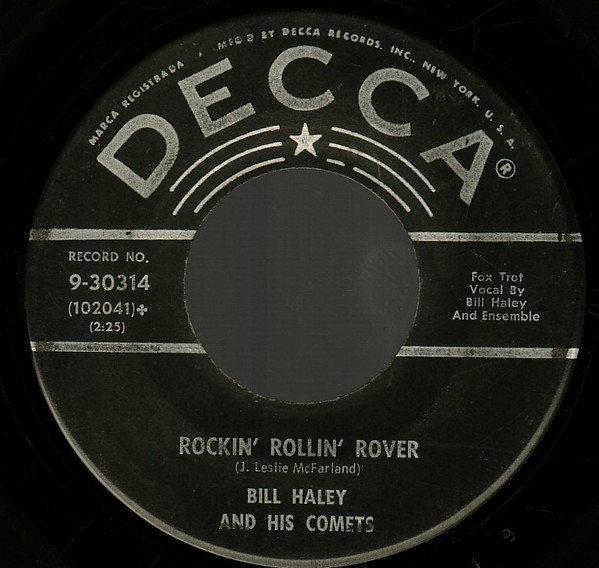 MARCA REGISTRADA • MFG'D BY DECCA RECORDS, INC., NEW YORK, U. S. A.
DECCA®
RECORD NO.
9-30314
(102041)✤
(2:25)
Fox Trot
Vocal By
Bill Haley
And Ensemble
ROCKIN' ROLLIN' ROVER
(J. Leslie McFarland)
BILL HALEY
AND HIS COMETS